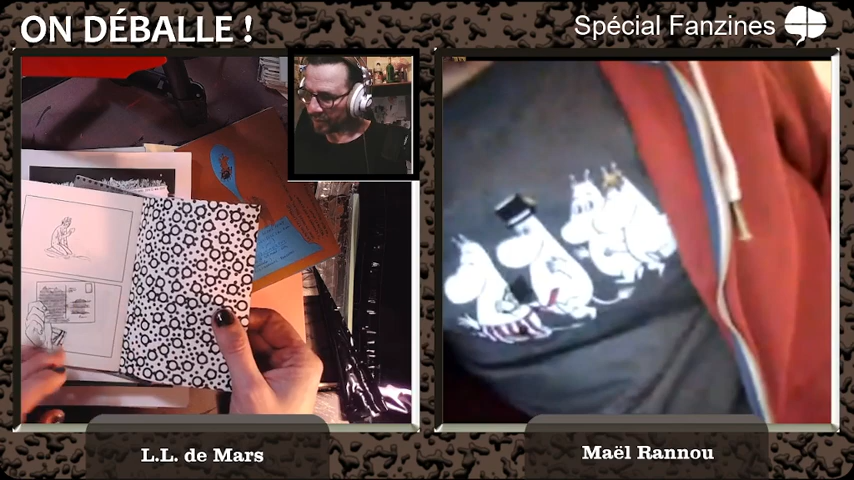 ON DÉBALLE !
Spécial Fanzines
L.L. de Mars
Maël Rannou